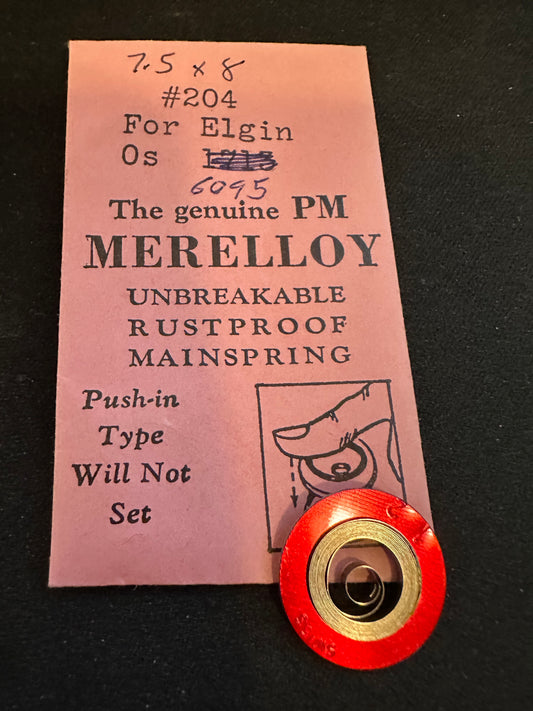 7.5 x 8
#204
For Elgin
Os
6095
The genuine PM
MERELLOY
UNBREAKABLE
RUSTPROOF
MAINSPRING
Push-in
Type
Will Not
Set